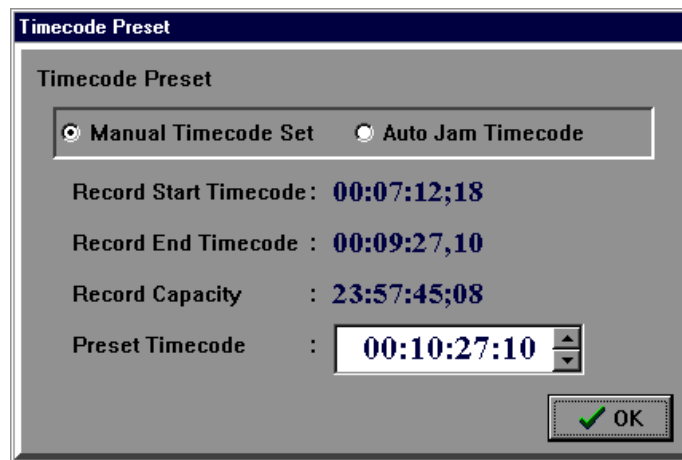 Timecode Preset
Timecode Preset
Manual Timecode Set Auto Jam Timecode
Record Start Timecode: 00:07:12;18
Record End Timecode : 00:09:27,10
Record Capacity : 23:57:45;08
Preset Timecode : 00:10:27:10
OK